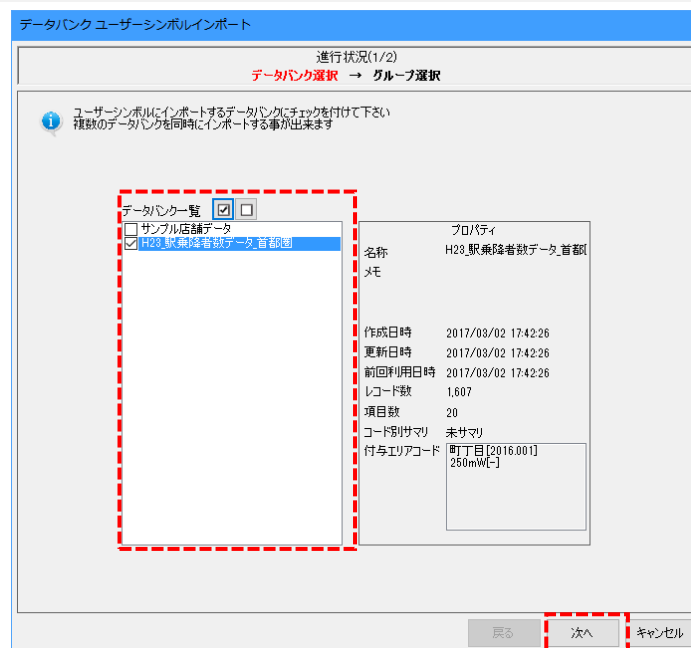 データバンク ユーザーシンボルインポート
進行状況(1/2)
データバンク選択 → グループ選択
ユーザーシンボルにインポートするデータバンクにチェックを付けて下さい
複数のデータバンクを同時にインポートする事が出来ます
データバンク一覧
サンプル店舗データ
H23_駅乗降者数データ_首都圏
プロパティ
名称 H23_駅乗降者数データ_首都
メモ
作成日時 2017/03/02 17:42:26
更新日時 2017/03/02 17:42:26
前回利用日時 2017/03/02 17:42:26
レコード数 1,607
項目数 20
コード別サマリ 未サマリ
付与エリアコード 町丁目[2016.001]
250mW[-]
戻る 次へ キャンセル